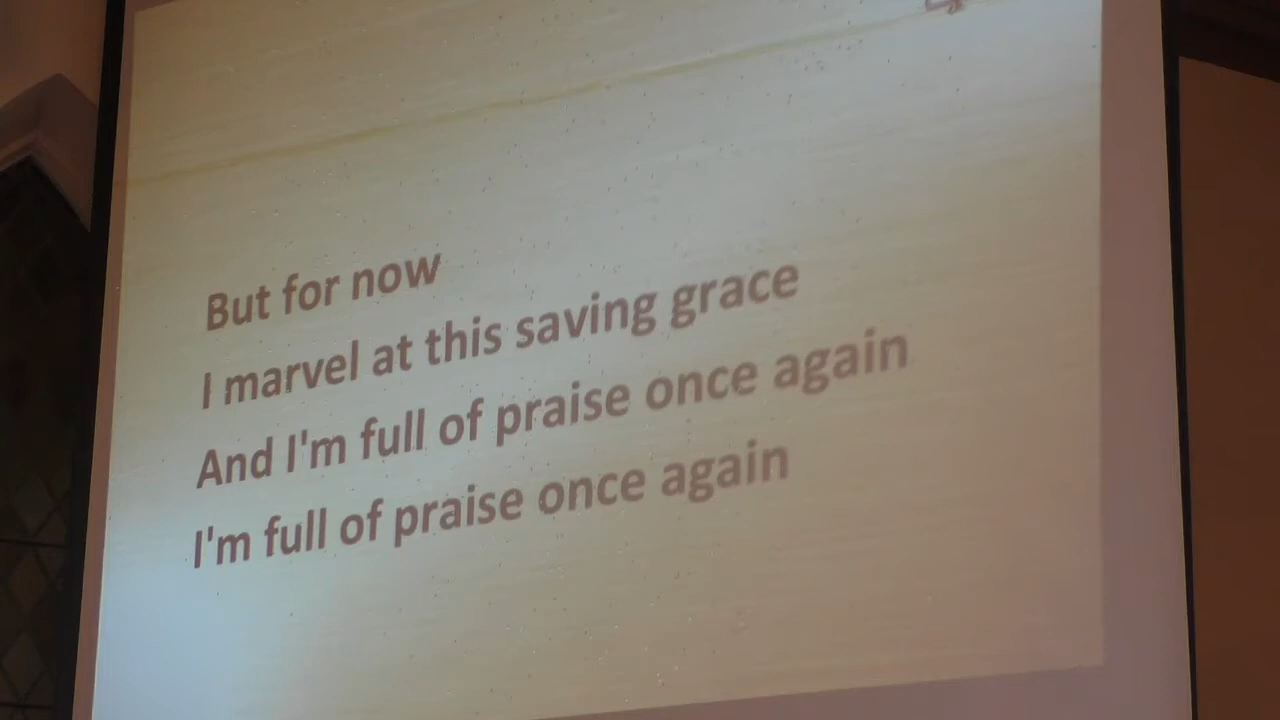 But for now
I marvel at this saving grace
And I'm full of praise once again
I'm full of praise once again